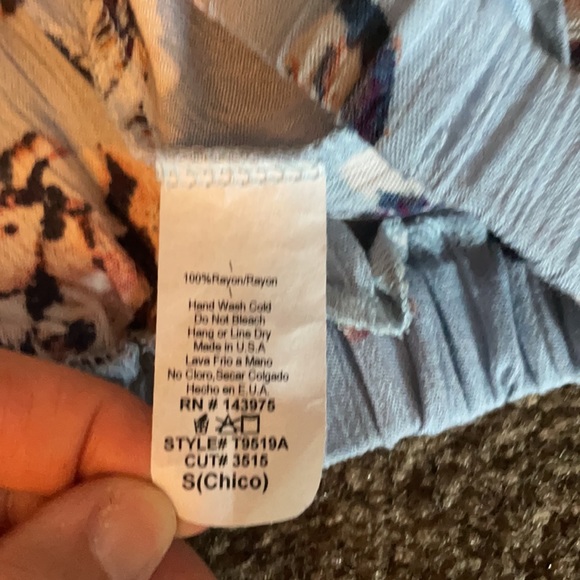 100%Rayon/Rayon
Hand Wash Cold
Do Not Bleach
Hang or Line Dry
Made in U.S.A
Lava Frio a Mano
No Cloro,Secar Colgado
Hecho en E.U.A
RN # 143975
STYLE# T9519A
CUT# 3515
S(Chico)